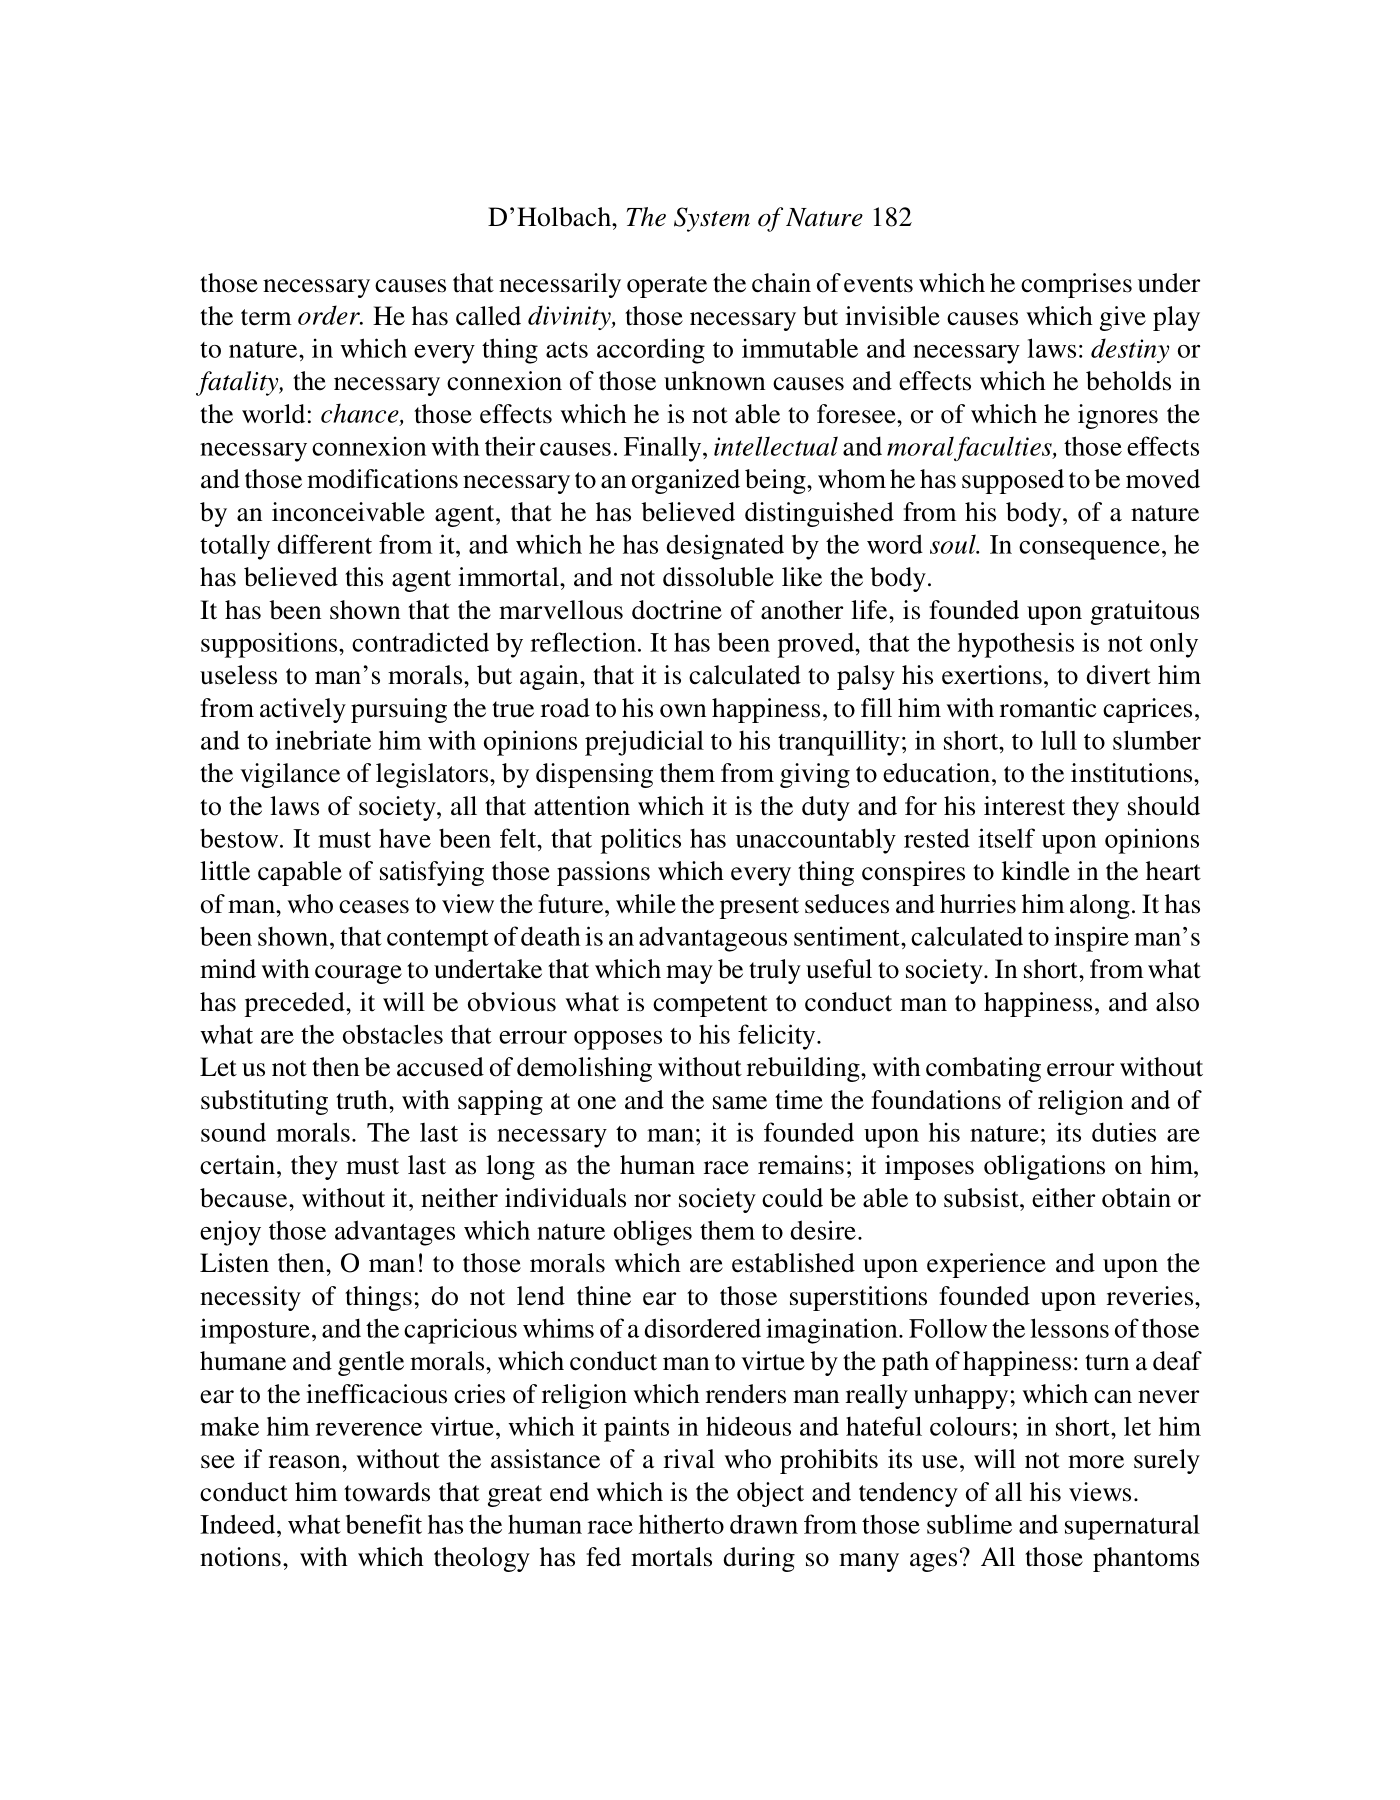 D’Holbach, The System of Nature 182
those necessary causes that necessarily operate the chain of events which he comprises under
the term order. He has called divinity, those necessary but invisible causes which give play
to nature, in which every thing acts according to immutable and necessary laws: destiny or
fatality, the necessary connexion of those unknown causes and effects which he beholds in
the world: chance, those effects which he is not able to foresee, or of which he ignores the
necessary connexion with their causes. Finally, intellectual and moral faculties, those effects
and those modifications necessary to an organized being, whom he has supposed to be moved
by an inconceivable agent, that he has believed distinguished from his body, of a nature
totally different from it, and which he has designated by the word soul. In consequence, he
has believed this agent immortal, and not dissoluble like the body.
It has been shown that the marvellous doctrine of another life, is founded upon gratuitous
suppositions, contradicted by reflection. It has been proved, that the hypothesis is not only
useless to man’s morals, but again, that it is calculated to palsy his exertions, to divert him
from actively pursuing the true road to his own happiness, to fill him with romantic caprices,
and to inebriate him with opinions prejudicial to his tranquillity; in short, to lull to slumber
the vigilance of legislators, by dispensing them from giving to education, to the institutions,
to the laws of society, all that attention which it is the duty and for his interest they should
bestow. It must have been felt, that politics has unaccountably rested itself upon opinions
little capable of satisfying those passions which every thing conspires to kindle in the heart
of man, who ceases to view the future, while the present seduces and hurries him along. It has
been shown, that contempt of death is an advantageous sentiment, calculated to inspire man’s
mind with courage to undertake that which may be truly useful to society. In short, from what
has preceded, it will be obvious what is competent to conduct man to happiness, and also
what are the obstacles that errour opposes to his felicity.
Let us not then be accused of demolishing without rebuilding, with combating errour without
substituting truth, with sapping at one and the same time the foundations of religion and of
sound morals. The last is necessary to man; it is founded upon his nature; its duties are
certain, they must last as long as the human race remains; it imposes obligations on him,
because, without it, neither individuals nor society could be able to subsist, either obtain or
enjoy those advantages which nature obliges them to desire.
Listen then, O man! to those morals which are established upon experience and upon the
necessity of things; do not lend thine ear to those superstitions founded upon reveries,
imposture, and the capricious whims of a disordered imagination. Follow the lessons of those
humane and gentle morals, which conduct man to virtue by the path of happiness: turn a deaf
ear to the inefficacious cries of religion which renders man really unhappy; which can never
make him reverence virtue, which it paints in hideous and hateful colours; in short, let him
see if reason, without the assistance of a rival who prohibits its use, will not more surely
conduct him towards that great end which is the object and tendency of all his views.
Indeed, what benefit has the human race hitherto drawn from those sublime and supernatural
notions, with which theology has fed mortals during so many ages? All those phantoms